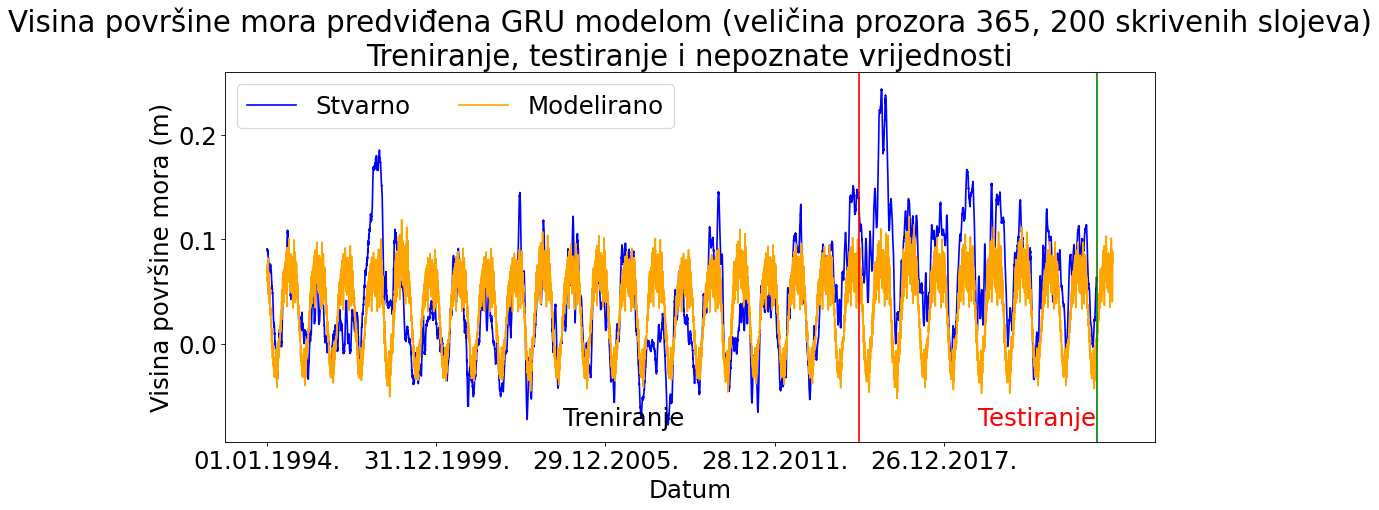 Visina površine mora predviđena GRU modelom (veličina prozora 365, 200 skrivenih slojeva)
Treniranje, testiranje i nepoznate vrijednosti
Stvarno
Modelirano
Visina površine mora (m)
0.2
0.1
0.0
Treniranje
Testiranje
01.01.1994.
31.12.1999.
29.12.2005.
28.12.2011.
26.12.2017.
Datum